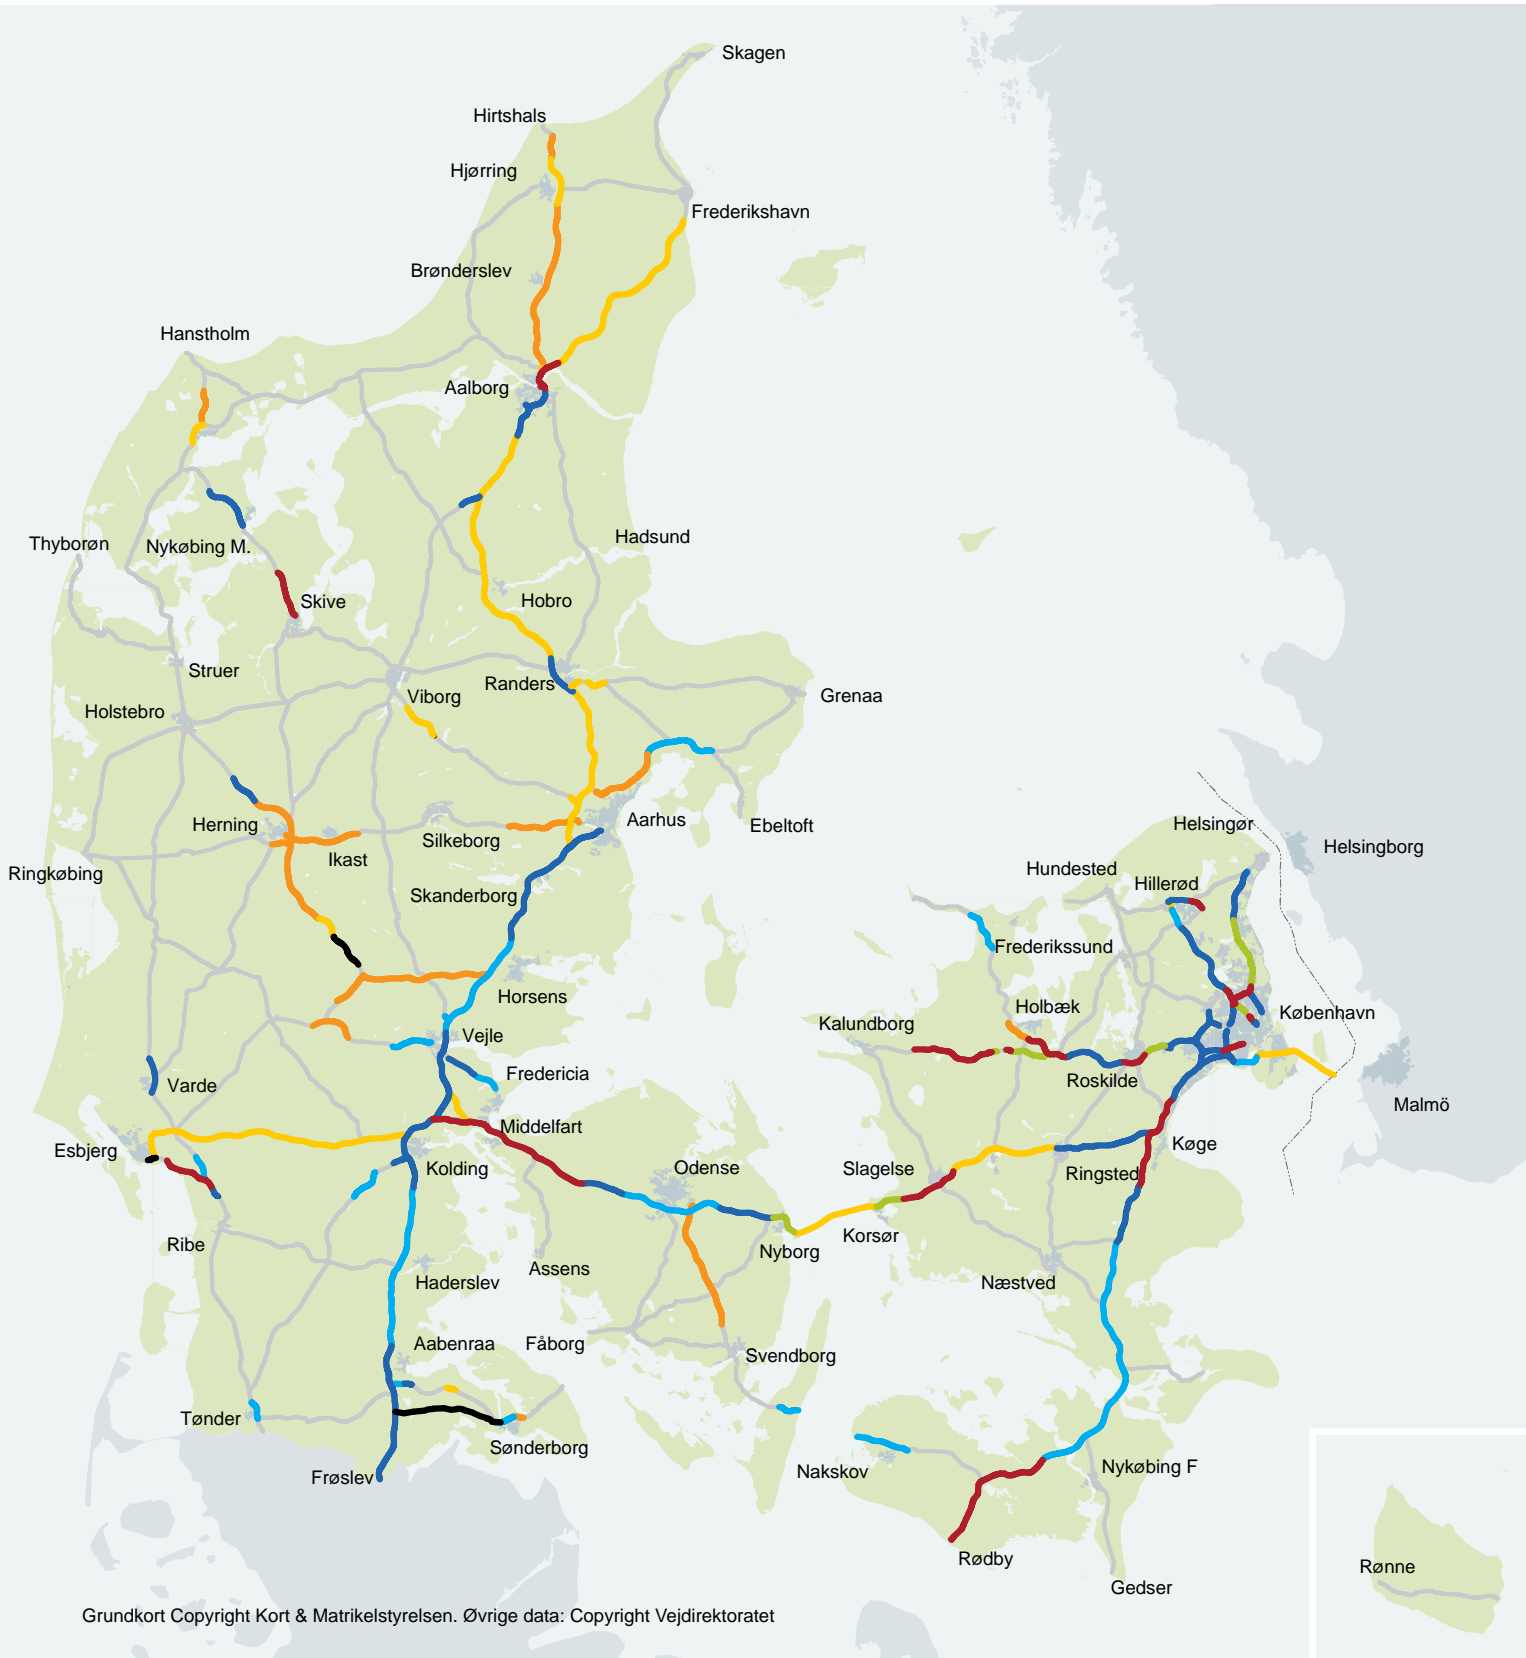 Skagen
Hirtshals
Hjørring
Frederikshavn
Brønderslev
Hanstholm
Aalborg
Hadsund
Thyborøn
Nykøbing M.
Skive
Hobro
Struer
Viborg
Randers
Grenaa
Holstebro
Herning
Ikast
Silkeborg
Aarhus
Ebeltoft
Helsingør
Helsingborg
Ringkøbing
Skanderborg
Hundested
Hillerød
Frederikssund
Horsens
Holbæk
København
Kalundborg
Vejle
Fredericia
Roskilde
Varde
Malmö
Middelfart
Esbjerg
Kolding
Odense
Slagelse
Ringsted
Køge
Ribe
Nyborg
Korsør
Haderslev
Assens
Næstved
Aabenraa
Fåborg
Svendborg
Tønder
Sønderborg
Frøslev
Nakskov
Nykøbing F
Rødby
Gedser
Rønne
Grundkort Copyright Kort & Matrikelstyrelsen. Øvrige data: Copyright Vejdirektoratet